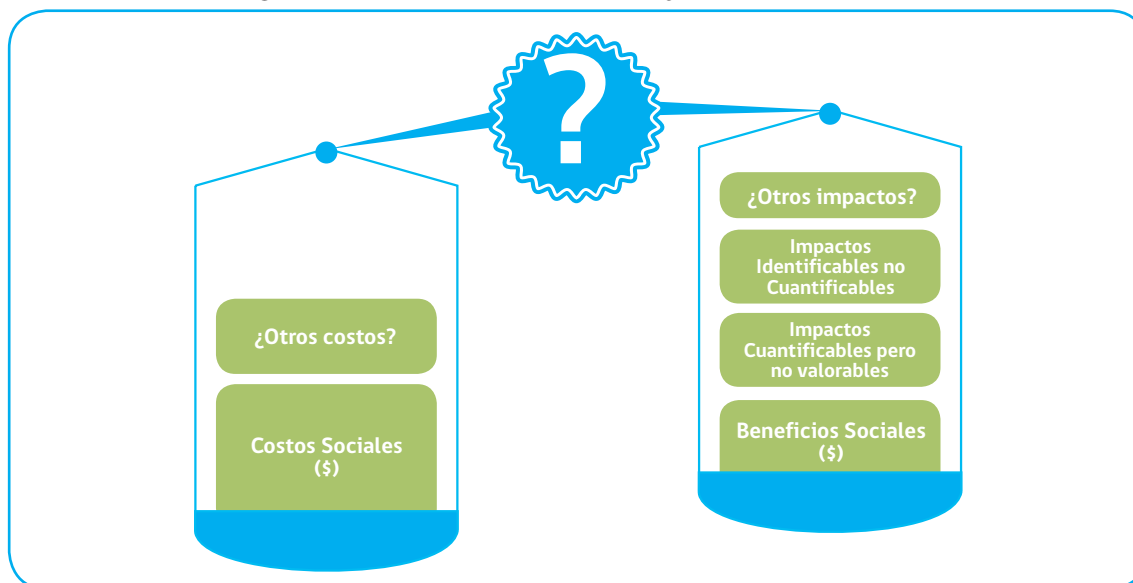 ?
¿Otros impactos?
Impactos
Identificables no
Cuantificables
¿Otros costos?
Impactos
Cuantificables pero
no valorables
Costos Sociales
($)
Beneficios Sociales
($)